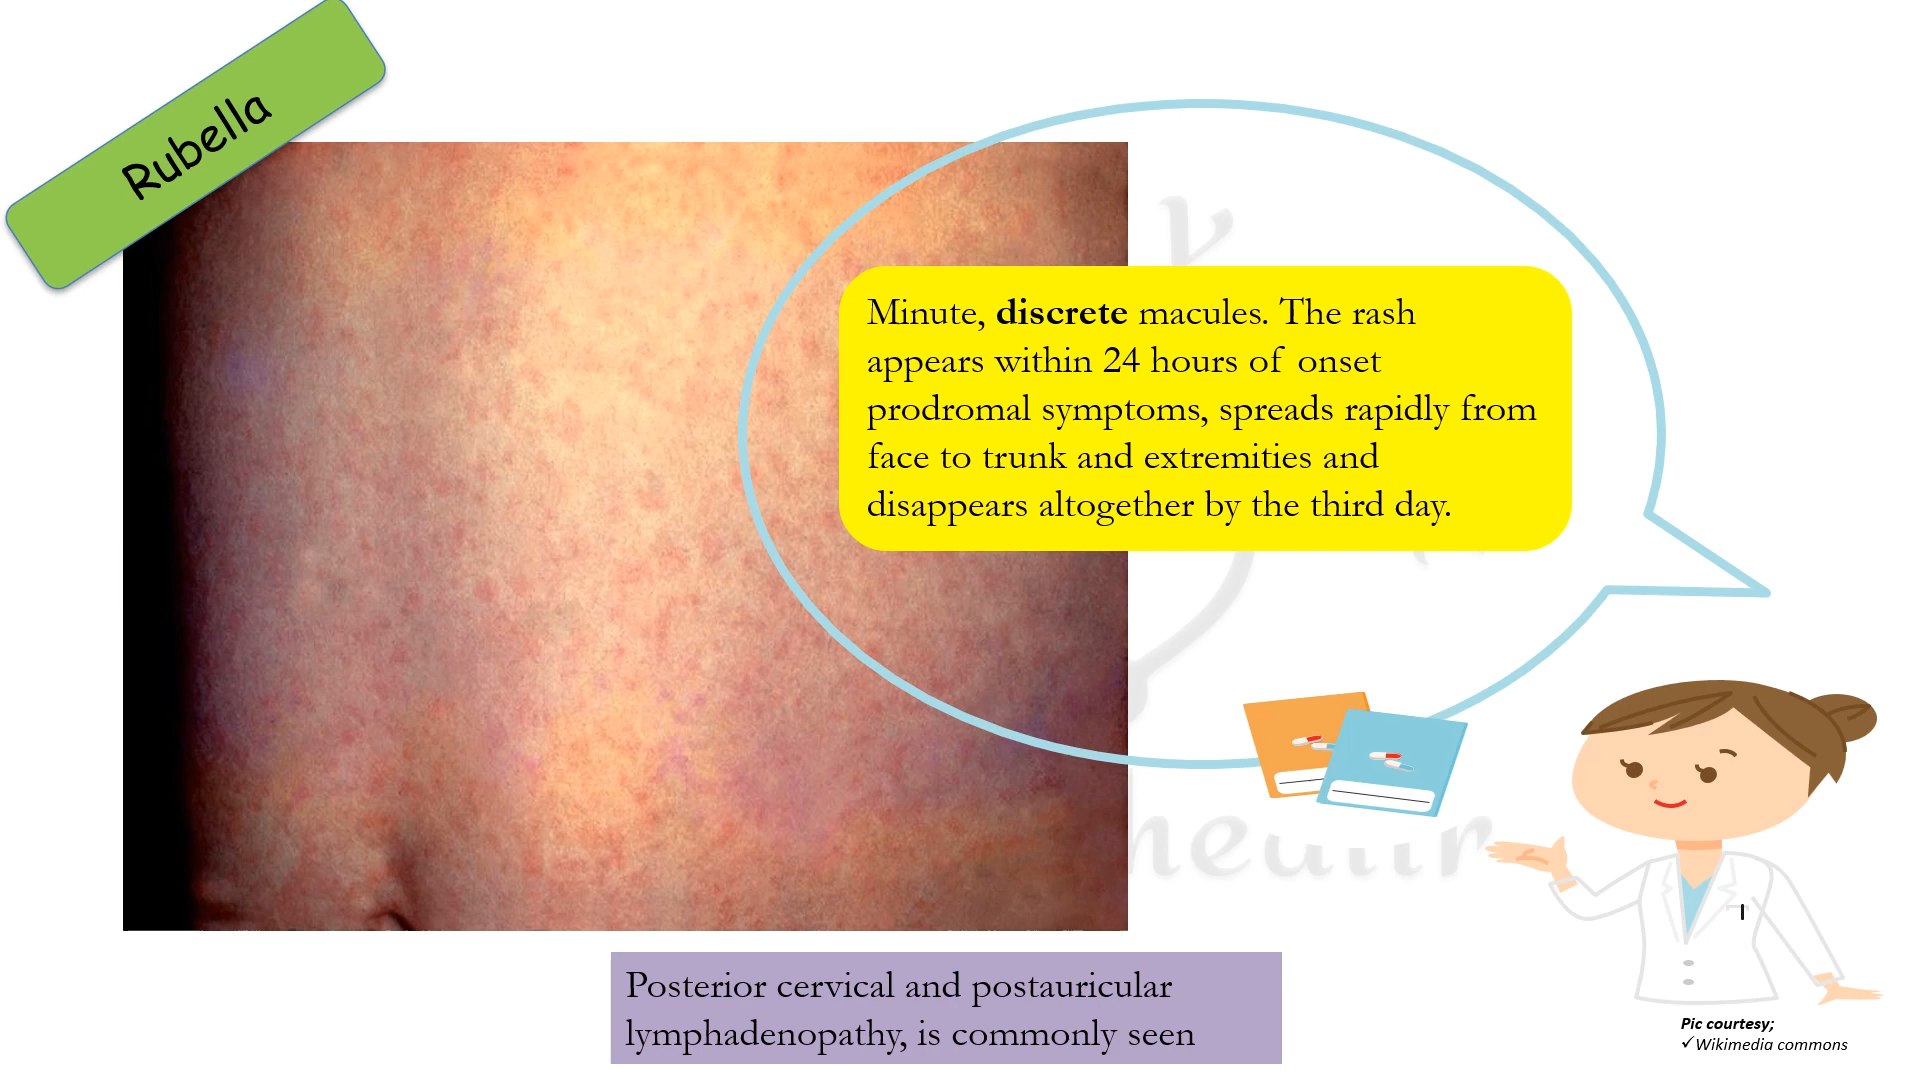 Rubella
Minute, discrete macules. The rash
appears within 24 hours of onset
prodromal symptoms, spreads rapidly from
face to trunk and extremities and
disappears altogether by the third day.
Posterior cervical and postauricular
lymphadenopathy, is commonly seen
Pic courtesy;
✓Wikimedia commons